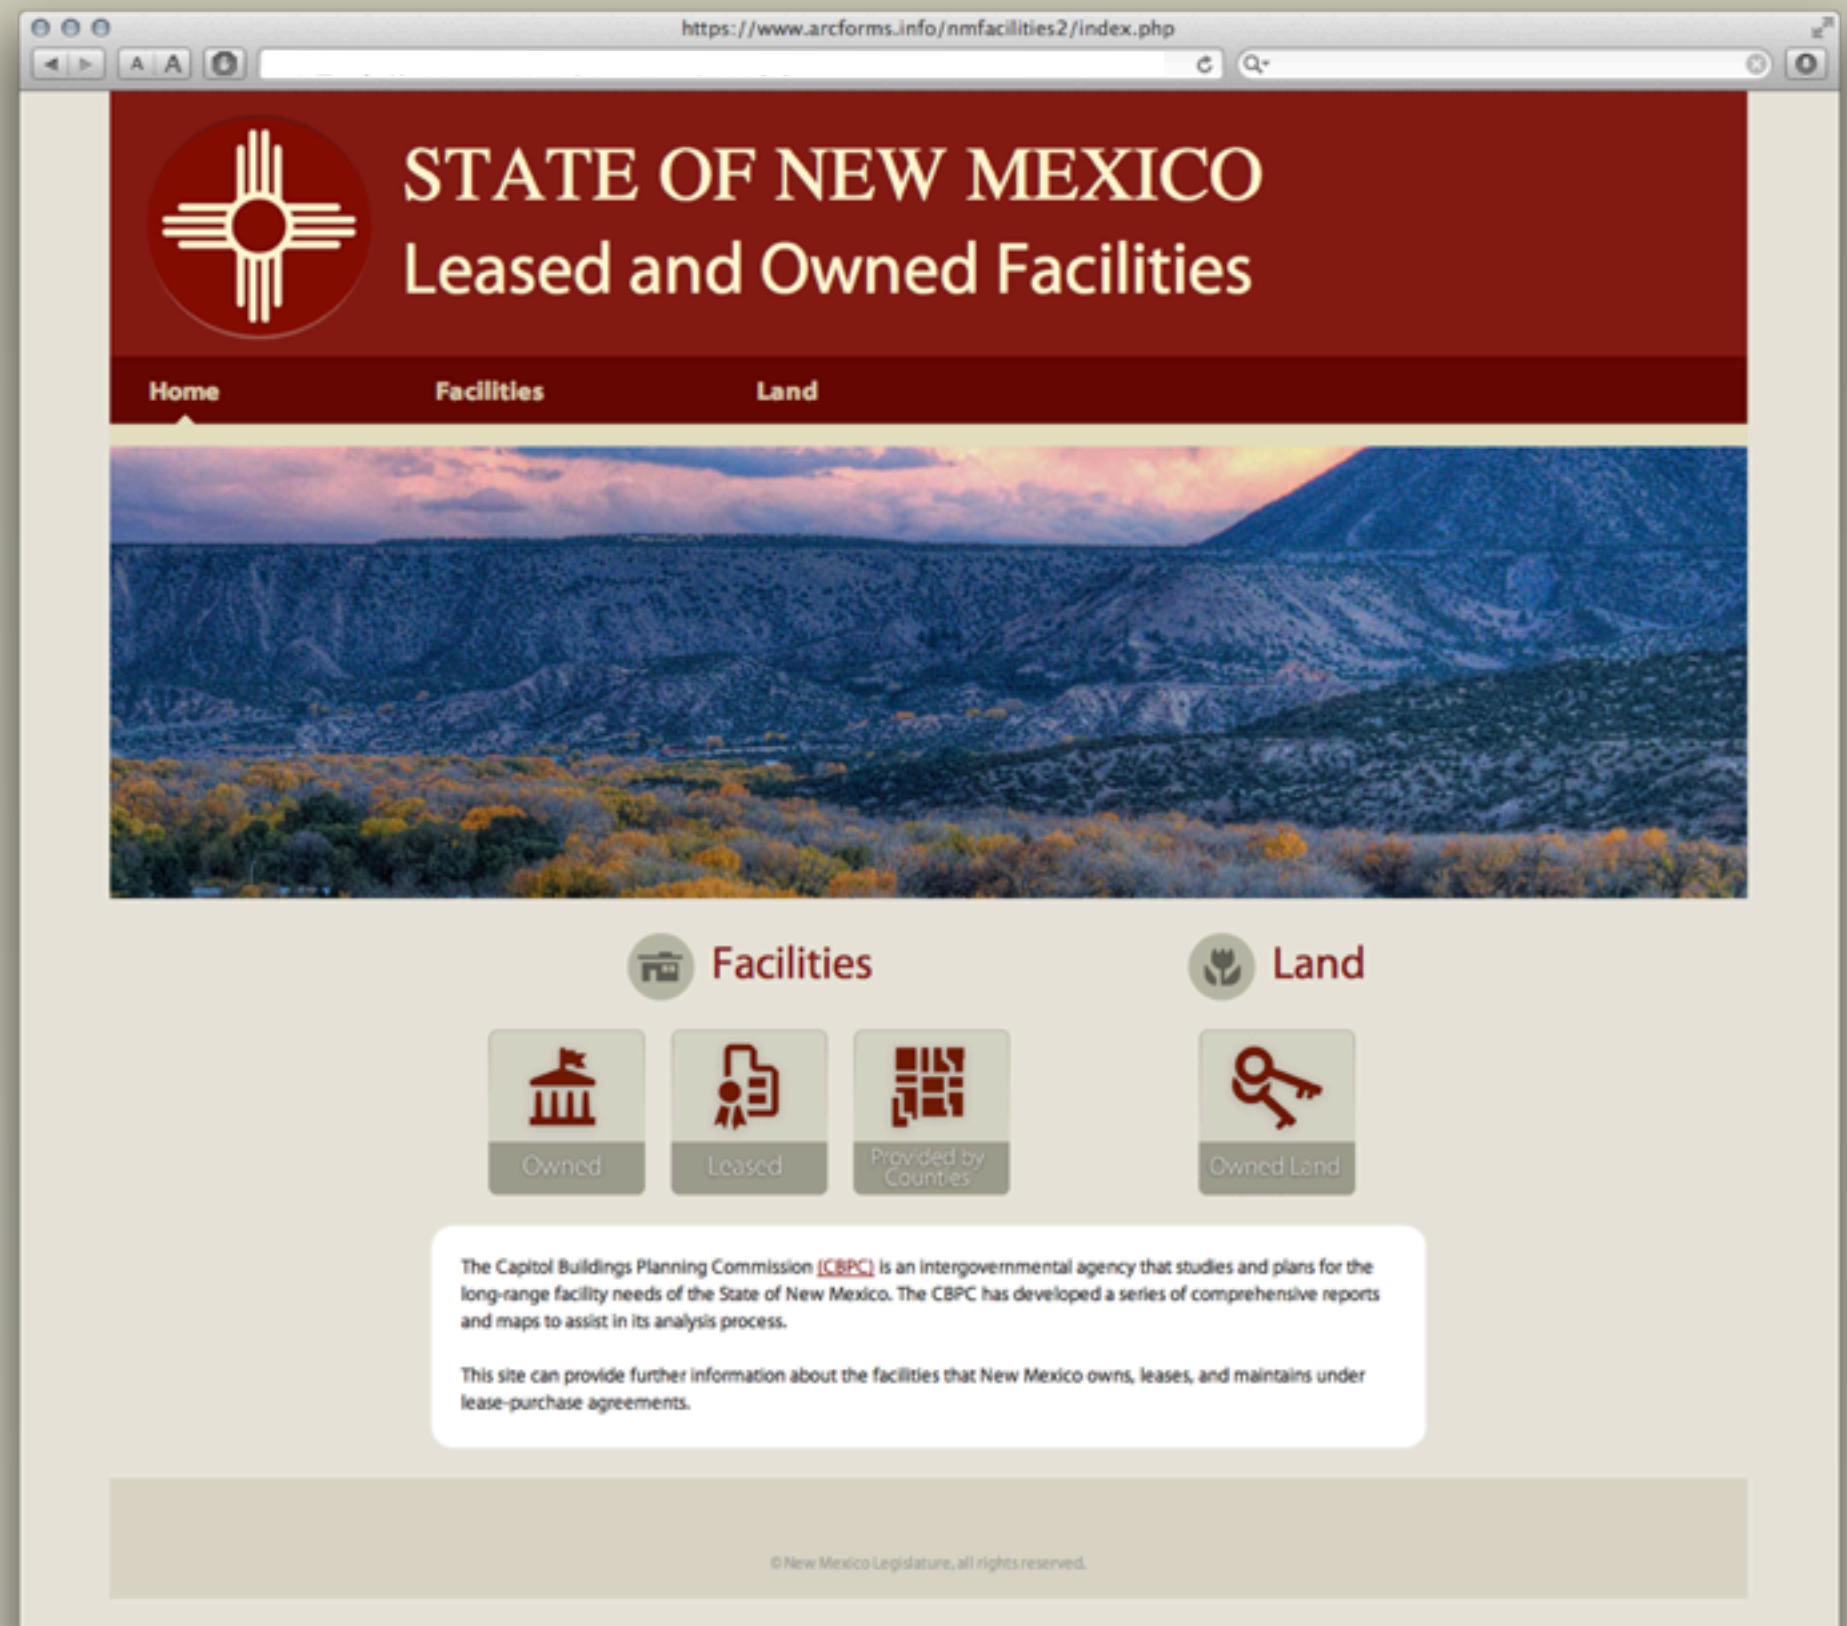 https://www.arcforms.info/nmfacilities2/index.php
A A
STATE OF NEW MEXICO
Leased and Owned Facilities
Home Facilities Land
Facilities Land
Owned Leased Provided by Counties Owned Land
The Capitol Buildings Planning Commission (CBPC) is an intergovernmental agency that studies and plans for the
long-range facility needs of the State of New Mexico. The CBPC has developed a series of comprehensive reports
and maps to assist in its analysis process.
This site can provide further information about the facilities that New Mexico owns, leases, and maintains under
lease-purchase agreements.
© New Mexico Legislature, all rights reserved.